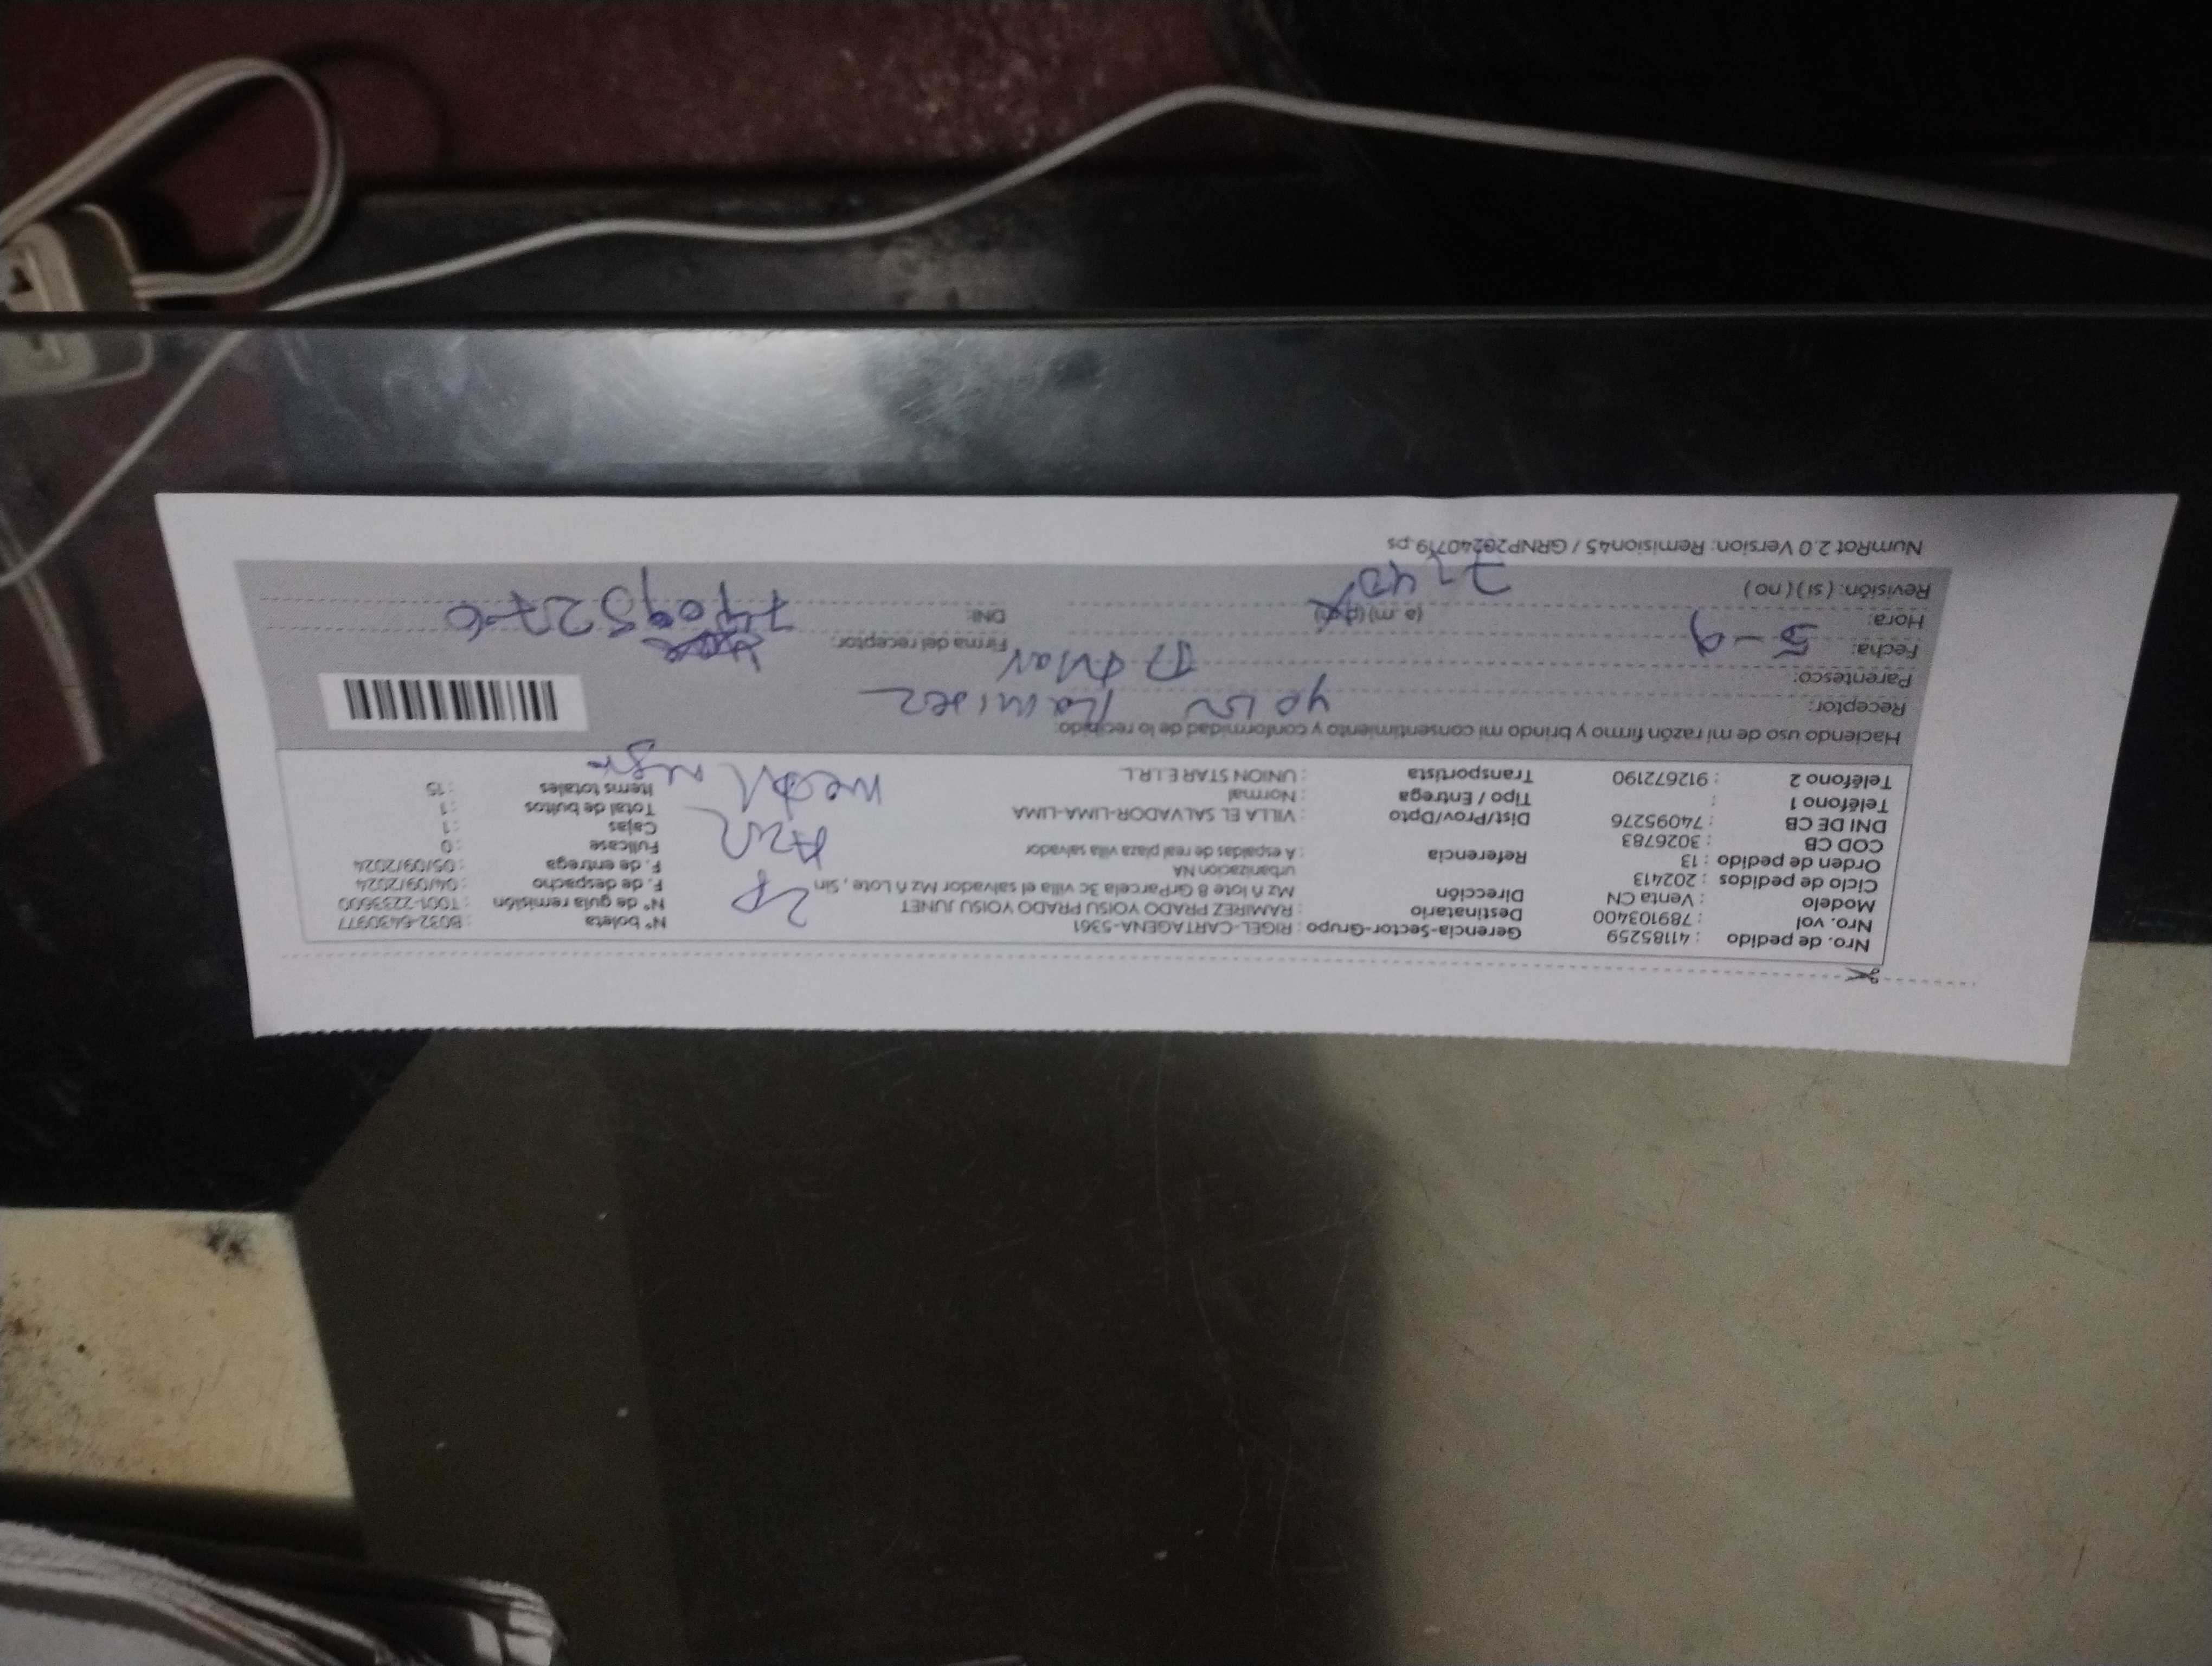 Nro. de pedido : 41185259
Nro. vol : 789103400
Modelo : Venta CN
Ciclo de pedidos : 202413
Orden de pedido : 13
COD CB : 3026783
DNI DE CB : 74095276
Teléfono 1 :
Teléfono 2 : 912672190
Gerencia-Sector-Grupo : RIGEL-CARTAGENA-5361
Destinatario : RAMIREZ PRADO YOISU PRADO YOISU JUNET
Dirección : Mz ñ lote 8 GrParcela 3c villa el salvador Mz ñ Lote , Sin
urbanizacion NA
Referencia : A espaldas de real plaza villa salvador
Dist/Prov/Dpto : VILLA EL SALVADOR-LIMA-LIMA
Tipo / Entrega : Normal
Transportista : UNION STAR E.I.R.L.
N° boleta : B032-6430977
N° de guía remisión : T001-2233600
F. de despacho : 04/09/2024
F. de entrega : 05/09/2024
Fullcase : 0
Cajas : 1
Total de bultos : 1
Items totales : 15
2P
Haciendo uso de mi razón firmo y brindo mi consentimiento y conformidad de lo recibido:
Receptor: Ramirez
Parentesco:
Fecha: 5-9
Firma del receptor:
Hora: (a.m) (p.m) 7:40
DNI: 74095276
Revisión: ( si ) ( no )
NumRot 2.0 Version: Remision45 / GRNP20240719.ps